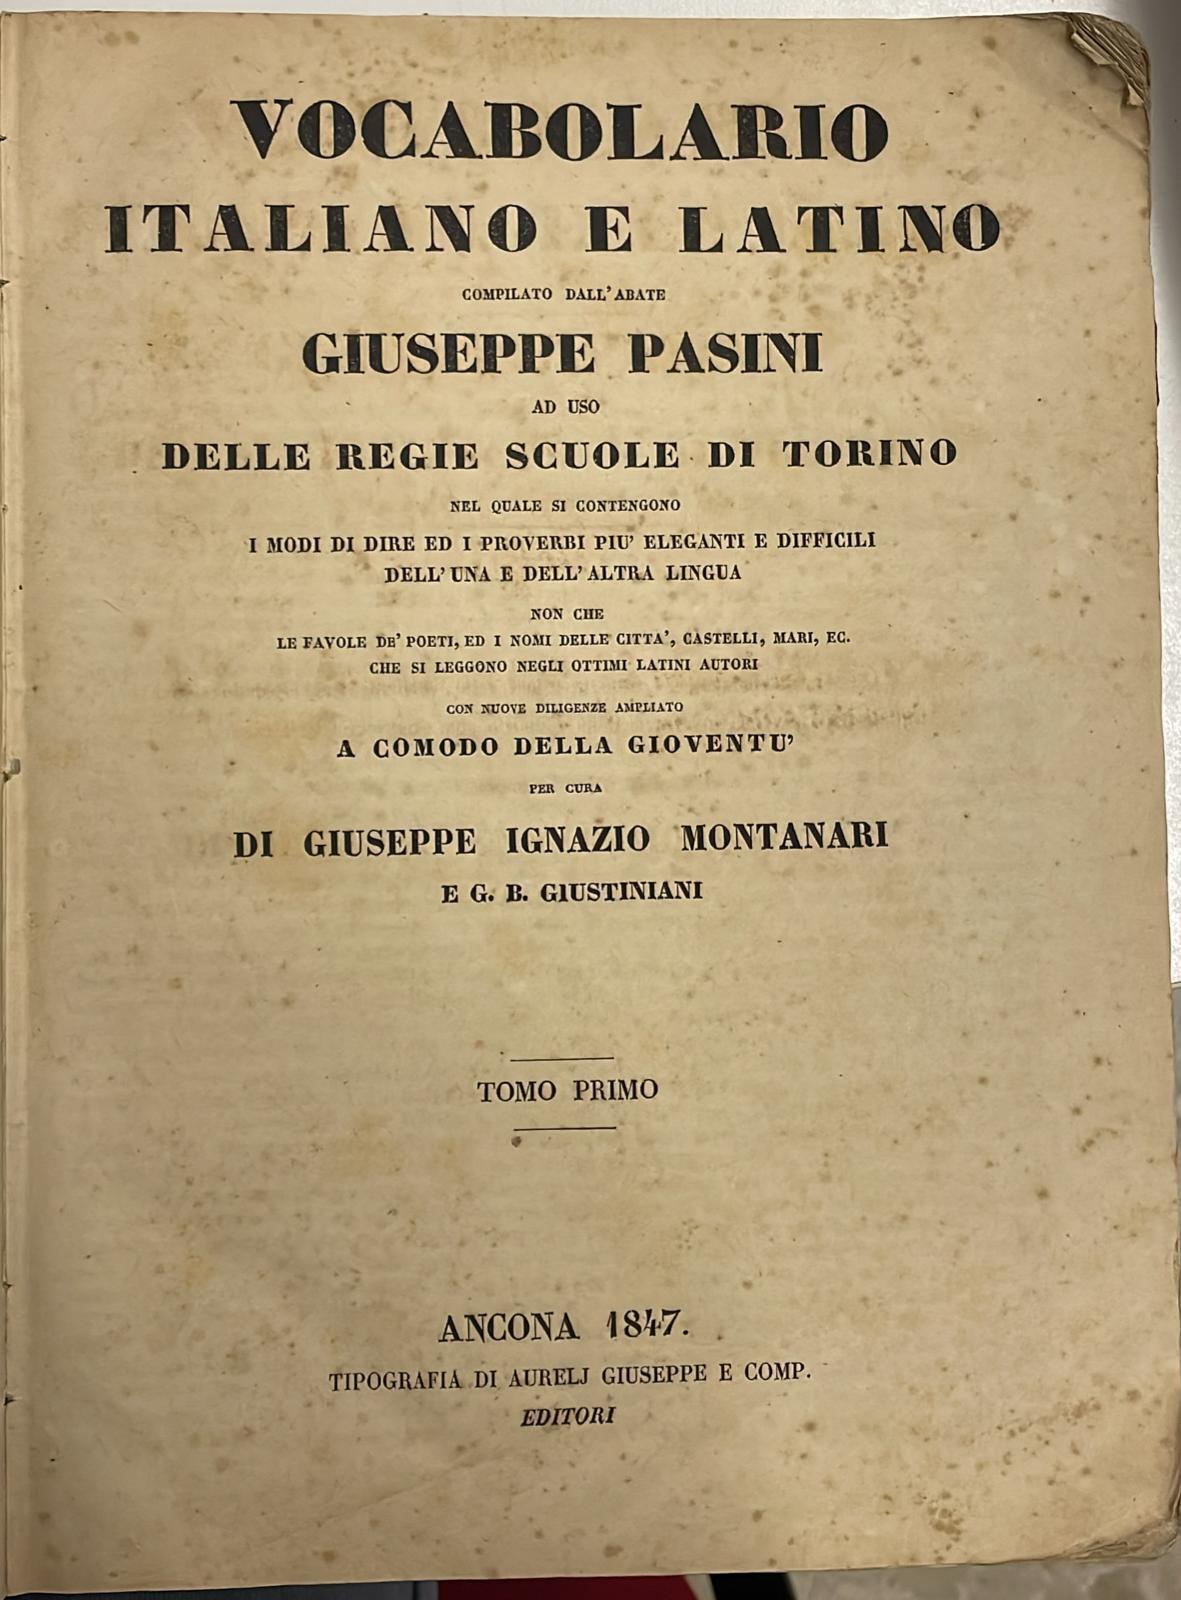 VOCABOLARIO
ITALIANO E LATINO
COMPILATO DALL' ABATE
GIUSEPPE PASINI
AD USO
DELLE REGIE SCUOLE DI TORINO
NEL QUALE SI CONTENGONO
I MODI DI DIRE ED I PROVERBI PIU' ELEGANTI E DIFFICILI
DELL' UNA E DELL' ALTRA LINGUA
NON CHE
LE FAVOLE DE' POETI, ED I NOMI DELLE CITTA', CASTELLI, MARI, EC.
CHE SI LEGGONO NEGLI OTTIMI LATINI AUTORI
CON NUOVE DILIGENZE AMPLIATO
A COMODO DELLA GIOVENTU'
PER CURA
DI GIUSEPPE IGNAZIO MONTANARI
E G. B. GIUSTINIANI
TOMO PRIMO
ANCONA 1847.
TIPOGRAFIA DI AURELJ GIUSEPPE E COMP.
EDITORI